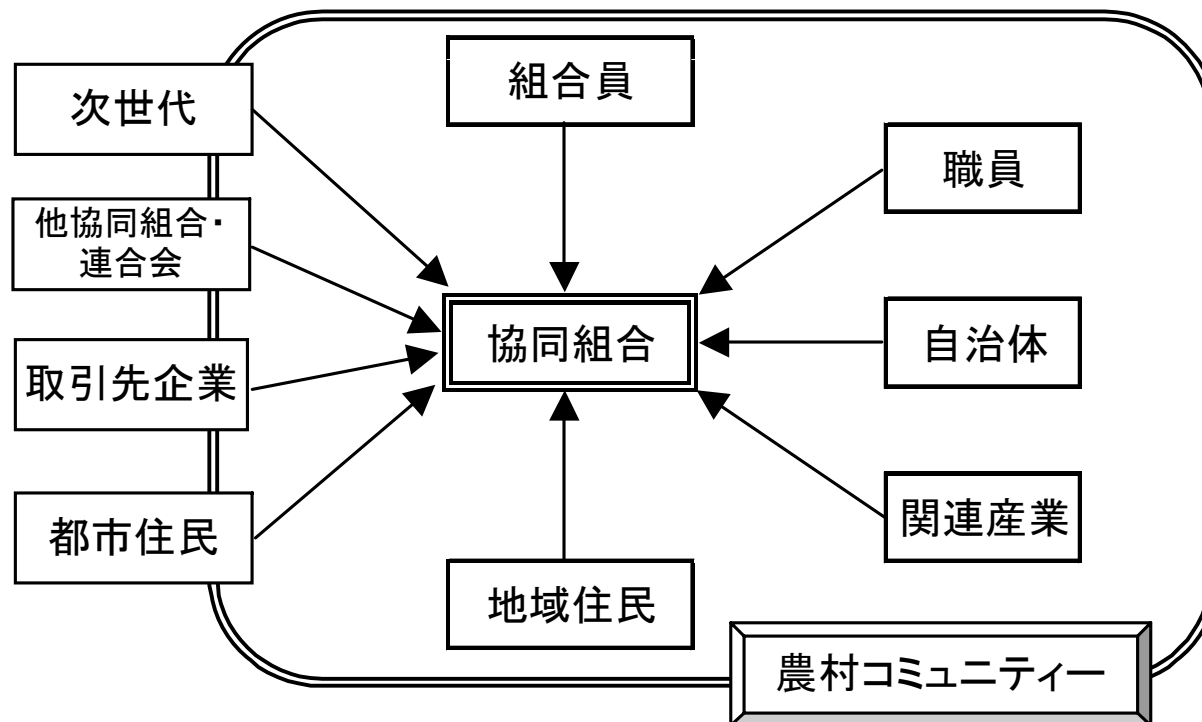 次世代
組合員
職員
他協同組合・
連合会
協同組合
自治体
取引先企業
都市住民
関連産業
地域住民
農村コミュニティー